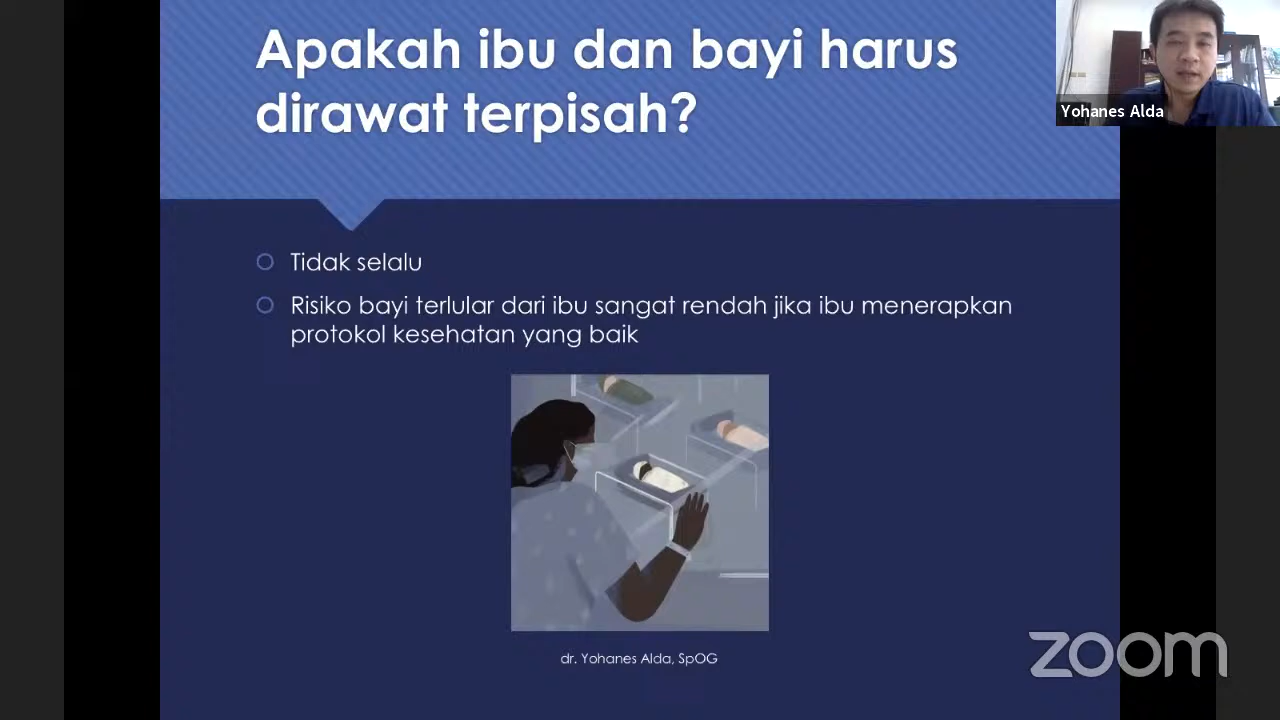 Apakah ibu dan bayi harus
dirawat terpisah?
Yohanes Alda
Tidak selalu
Risiko bayi terlular dari ibu sangat rendah jika ibu menerapkan
protokol kesehatan yang baik
dr. Yohanes Alda, SpOG
zoom